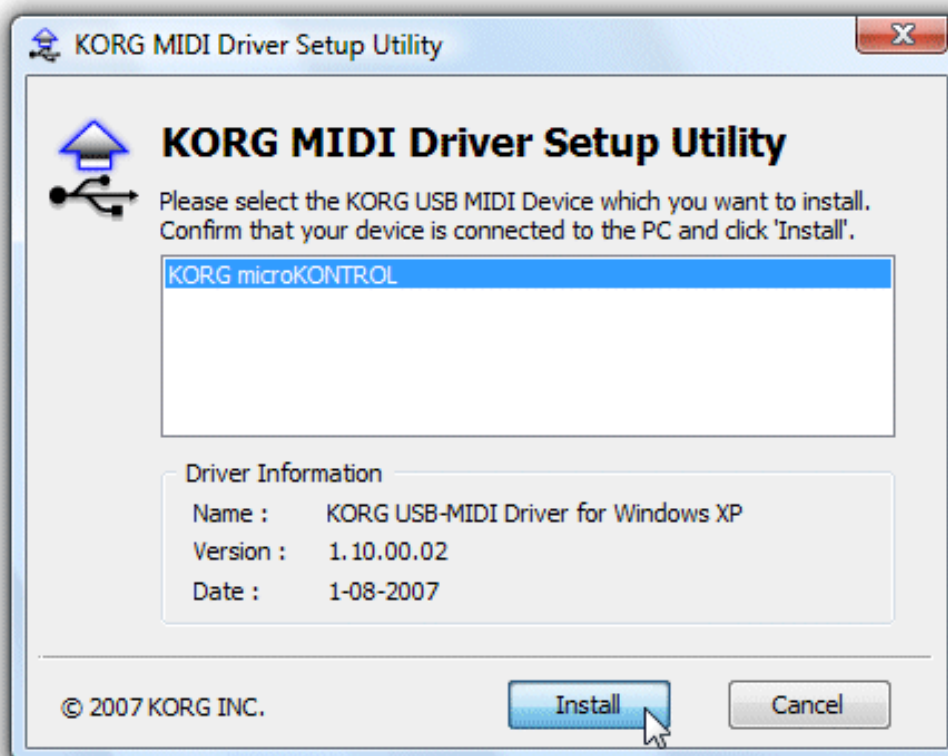 KORG MIDI Driver Setup Utility
KORG MIDI Driver Setup Utility
Please select the KORG USB MIDI Device which you want to install.
Confirm that your device is connected to the PC and click 'Install'.
KORG microKONTROL
Driver Information
Name : KORG USB-MIDI Driver for Windows XP
Version : 1.10.00.02
Date : 1-08-2007
© 2007 KORG INC.
Install
Cancel